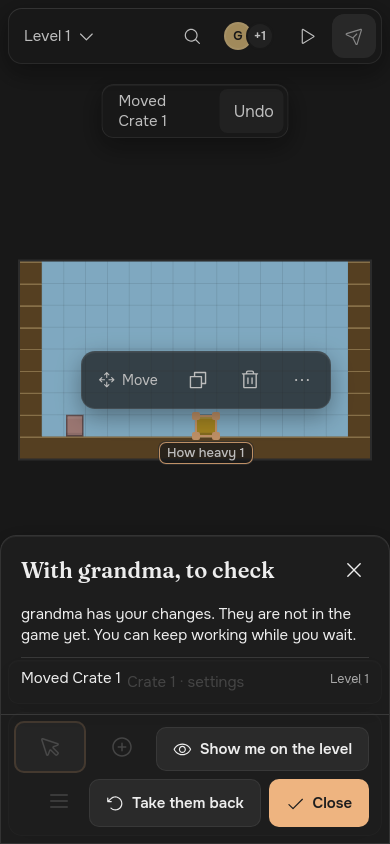 Level 1
G
+1
Moved
Crate 1
Undo
Move
How heavy 1
With grandma, to check
grandma has your changes. They are not in the
game yet. You can keep working while you wait.
Moved Crate 1
Crate 1 · settings
Level 1
Show me on the level
Take them back
Close